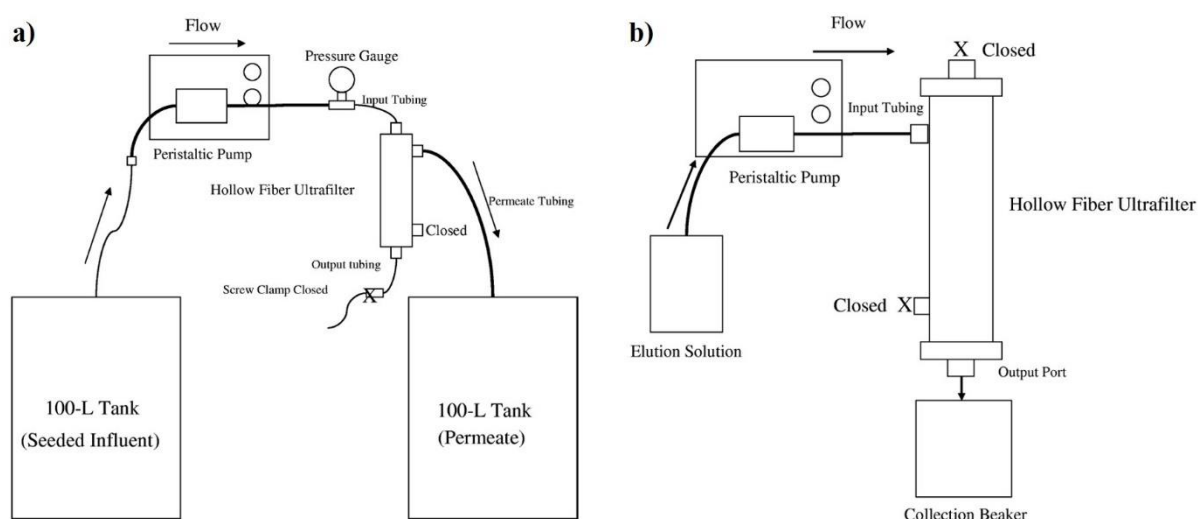 a)
Flow
Pressure Gauge
Input Tubing
Peristaltic Pump
Hollow Fiber Ultrafilter
Permeate Tubing
Closed
Output tubing
Screw Clamp Closed
X
100-L Tank
(Seeded Influent)
100-L Tank
(Permeate)
b)
Flow
X Closed
Input Tubing
Peristaltic Pump
Hollow Fiber Ultrafilter
Closed X
Elution Solution
Output Port
Collection Beaker